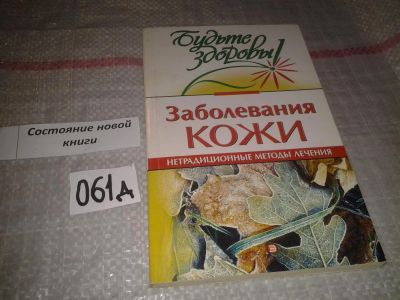 Будьте
здоровы!
Заболевания
КОЖИ
НЕТРАДИЦИОННЫЕ МЕТОДЫ ЛЕЧЕНИЯ
Состояние новой
книги
061д